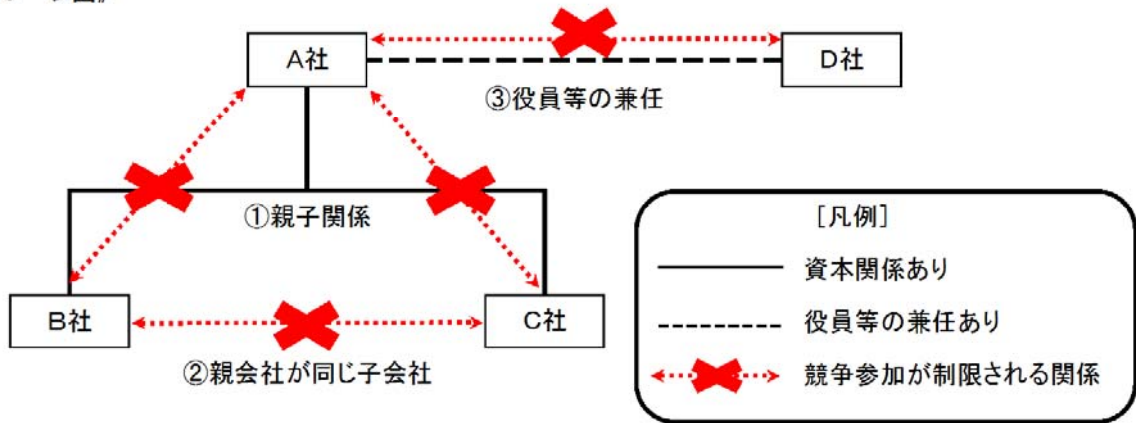 A社
D社
③役員等の兼任
①親子関係
B社
C社
②親会社が同じ子会社
[凡例]
資本関係あり
役員等の兼任あり
競争参加が制限される関係